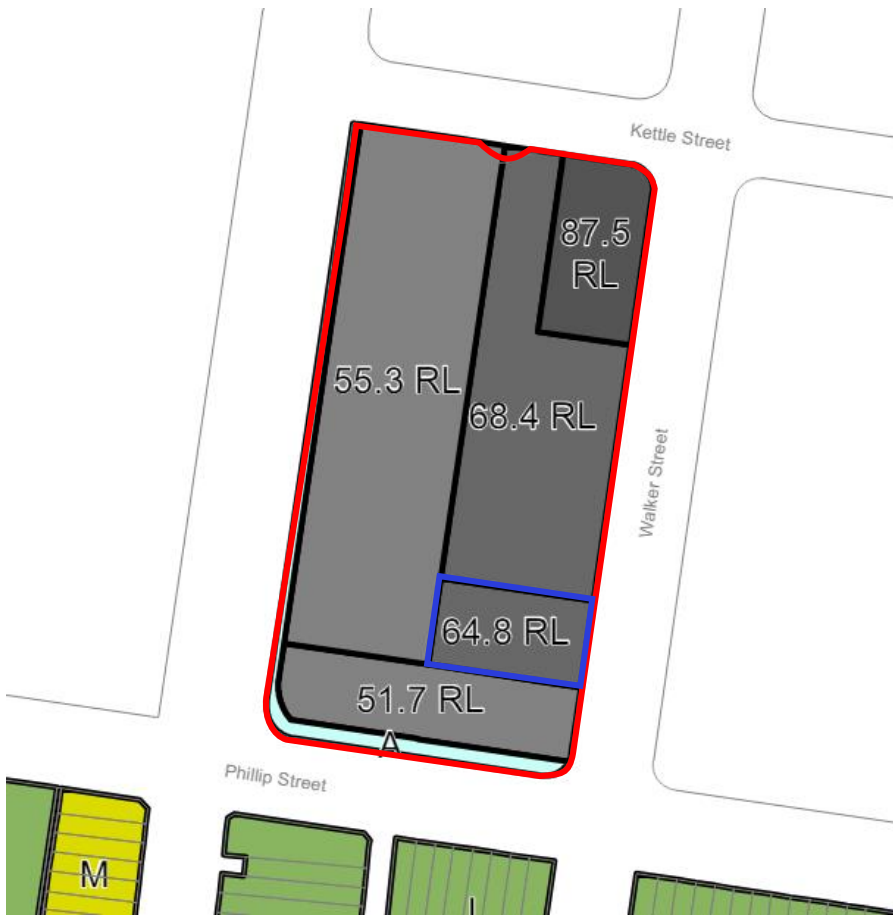 Kettle Street
87.5
RL
55.3 RL
68.4 RL
Walker Street
64.8 RL
51.7 RL
A
Phillip Street
M